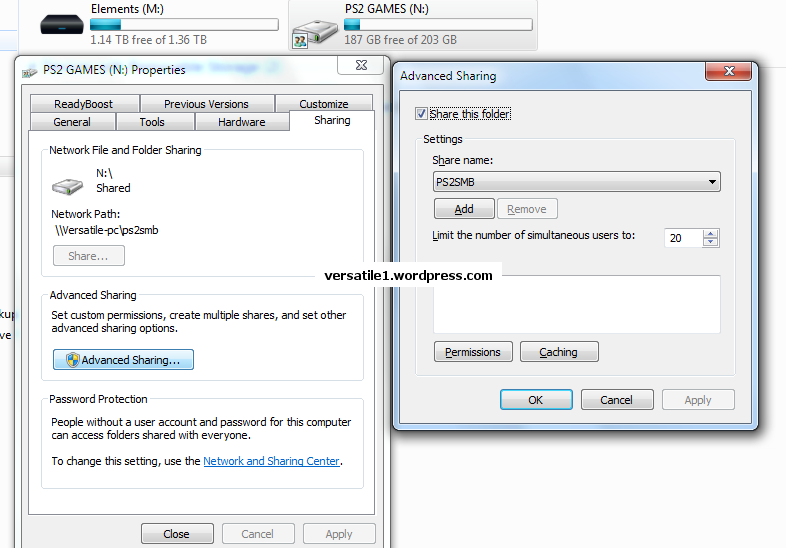 Elements (M:)
1.14 TB free of 1.36 TB
PS2 GAMES (N:)
187 GB free of 203 GB
PS2 GAMES (N:) Properties
ReadyBoost
Previous Versions
Customize
General
Tools
Hardware
Sharing
Network File and Folder Sharing
N:\
Shared
Network Path:
\\Versatile-pc\ps2smb
Share...
Advanced Sharing
Set custom permissions, create multiple shares, and set other
advanced sharing options.
Advanced Sharing...
Password Protection
People without a user account and password for this computer
can access folders shared with everyone.
To change this setting, use the Network and Sharing Center.
Close
Cancel
Apply
Advanced Sharing
Share this folder
Settings
Share name:
PS2SMB
Add
Remove
Limit the number of simultaneous users to:
20
versatile1.wordpress.com
Permissions
Caching
OK
Cancel
Apply